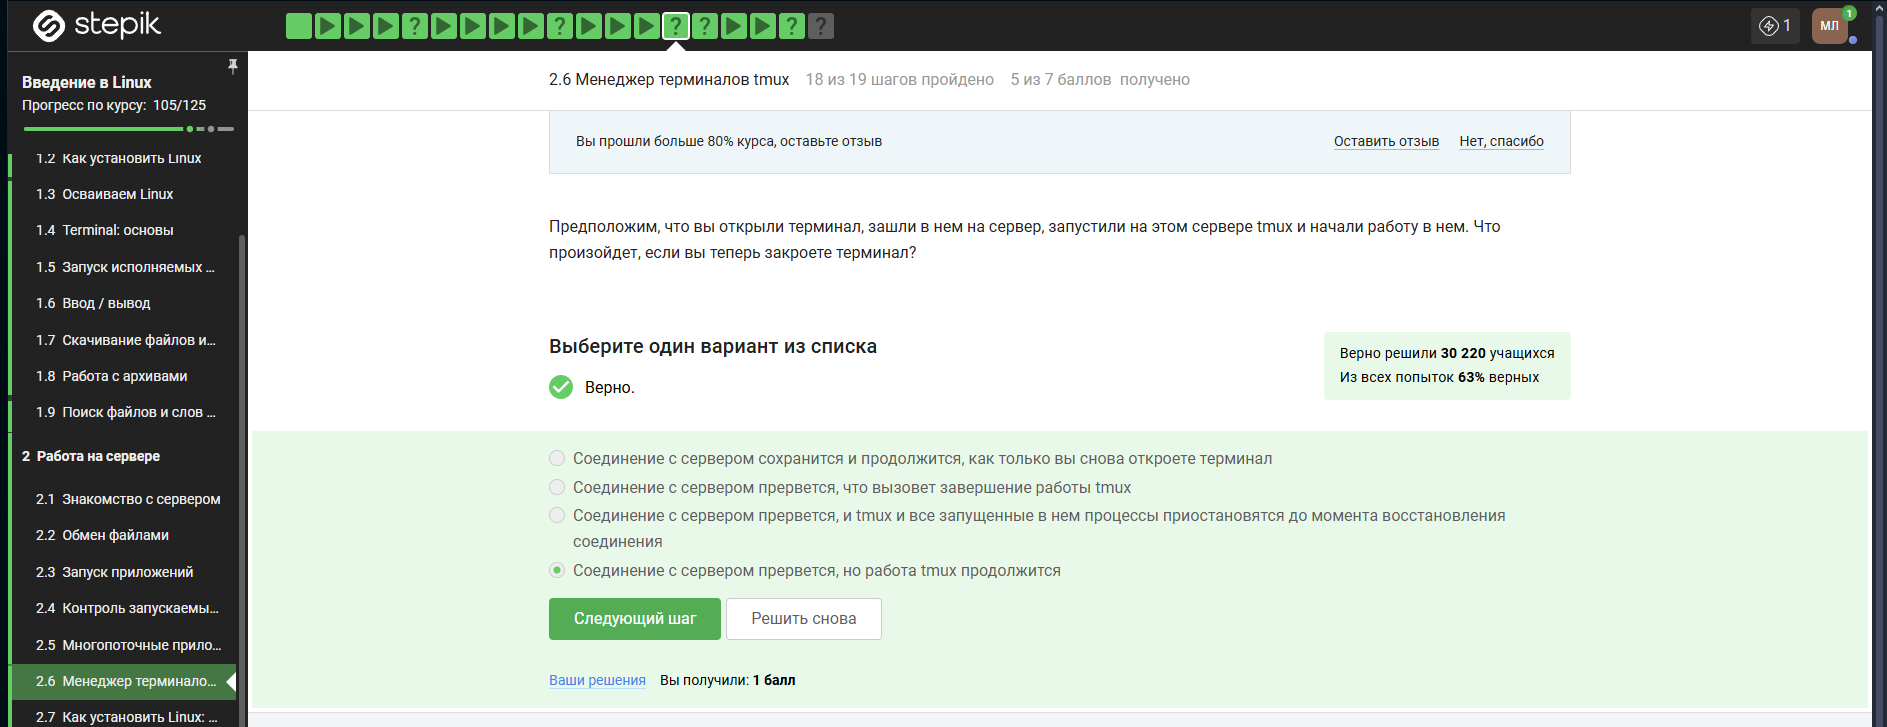 stepik
1
МЛ
1
Введение в Linux
Прогресс по курсу: 105/125
1.2 Как установить Linux
1.3 Осваиваем Linux
1.4 Terminal: основы
1.5 Запуск исполняемых ...
1.6 Ввод / вывод
1.7 Скачивание файлов и...
1.8 Работа с архивами
1.9 Поиск файлов и слов ...
2 Работа на сервере
2.1 Знакомство с сервером
2.2 Обмен файлами
2.3 Запуск приложений
2.4 Контроль запускаемы...
2.5 Многопоточные прило...
2.6 Менеджер терминало...
2.7 Как установить Linux: ...
2.6 Менеджер терминалов tmux 18 из 19 шагов пройдено 5 из 7 баллов получено
Вы прошли больше 80% курса, оставьте отзыв
Оставить отзыв Нет, спасибо
Предположим, что вы открыли терминал, зашли в нем на сервер, запустили на этом сервере tmux и начали работу в нем. Что
произойдет, если вы теперь закроете терминал?
Выберите один вариант из списка
Верно.
Верно решили 30 220 учащихся
Из всех попыток 63% верных
Соединение с сервером сохранится и продолжится, как только вы снова откроете терминал
Соединение с сервером прервется, что вызовет завершение работы tmux
Соединение с сервером прервется, и tmux и все запущенные в нем процессы приостановятся до момента восстановления
соединения
Соединение с сервером прервется, но работа tmux продолжится
Следующий шаг Решить снова
Ваши решения Вы получили: 1 балл